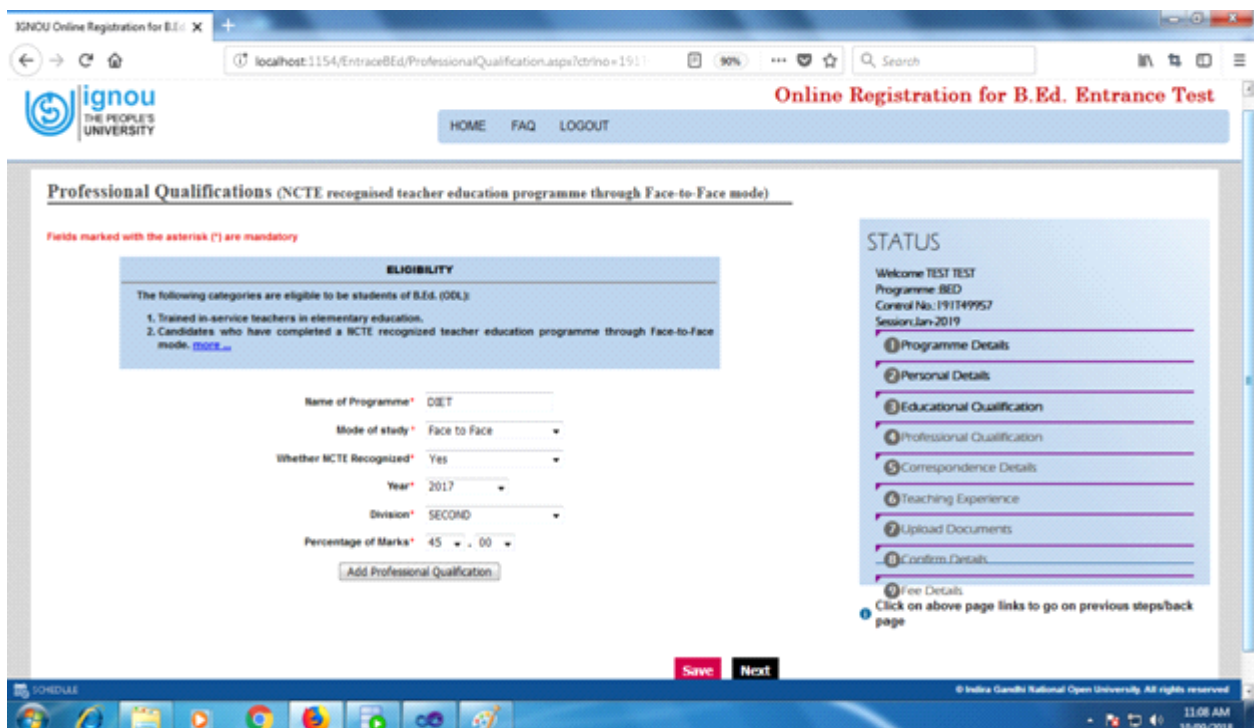 IGNOU Online Registration for B.Ed
localhost:1154/EntraceBEd/ProfessionalQualification.aspx?ctrlno=1911
90%
Search
ignou
THE PEOPLE'S
UNIVERSITY
Online Registration for B.Ed. Entrance Test
HOME FAQ LOGOUT
Professional Qualifications (NCTE recognised teacher education programme through Face-to-Face mode)
Fields marked with the asterisk (*) are mandatory
ELIGIBILITY
The following categories are eligible to be students of B.Ed. (ODL):
1. Trained in-service teachers in elementary education.
2. Candidates who have completed a NCTE recognized teacher education programme through Face-to-Face
mode. more ...
Name of Programme* DIET
Mode of study* Face to Face
Whether NCTE Recognized* Yes
Year* 2017
Division* SECOND
Percentage of Marks* 45 . 00
Add Professional Qualification
Save Next
STATUS
Welcome TEST TEST
Programme :BED
Control No.:191T49957
Session:Jan-2019
1 Programme Details
2 Personal Details
3 Educational Qualification
4 Professional Qualification
5 Correspondence Details
6 Teaching Experience
7 Upload Documents
8 Confirm Details
9 Fee Details
Click on above page links to go on previous steps/back
page
SCHEDULE
© Indira Gandhi National Open University. All rights reserved
11:08 AM